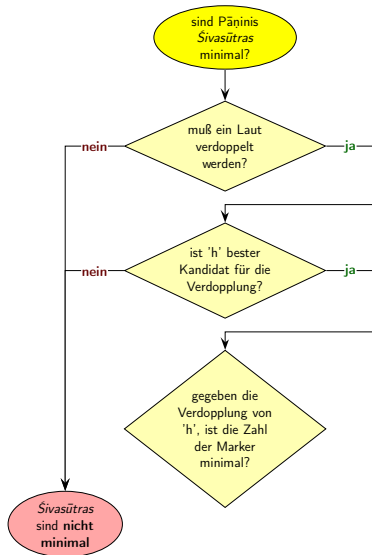 sind Pāṇinis
Śivasūtras
minimal?
muß ein Laut
verdoppelt
werden?
nein
ja
ist 'h' bester
Kandidat für die
Verdopplung?
nein
ja
gegeben die
Verdopplung von
'h', ist die Zahl
der Marker
minimal?
Śivasūtras
sind nicht
minimal